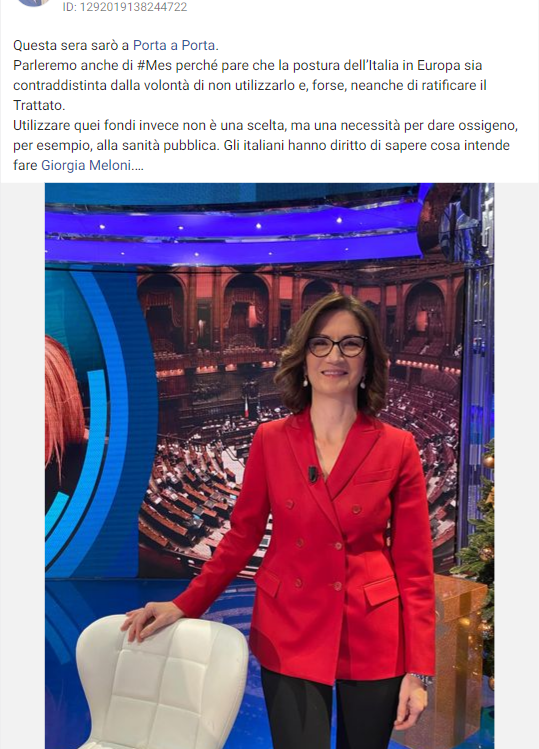 ID: 1292019138244722
Questa sera sarò a Porta a Porta.
Parleremo anche di #Mes perché pare che la postura dell'Italia in Europa sia
contraddistinta dalla volontà di non utilizzarlo e, forse, neanche di ratificare il
Trattato.
Utilizzare quei fondi invece non è una scelta, ma una necessità per dare ossigeno,
per esempio, alla sanità pubblica. Gli italiani hanno diritto di sapere cosa intende
fare Giorgia Meloni....